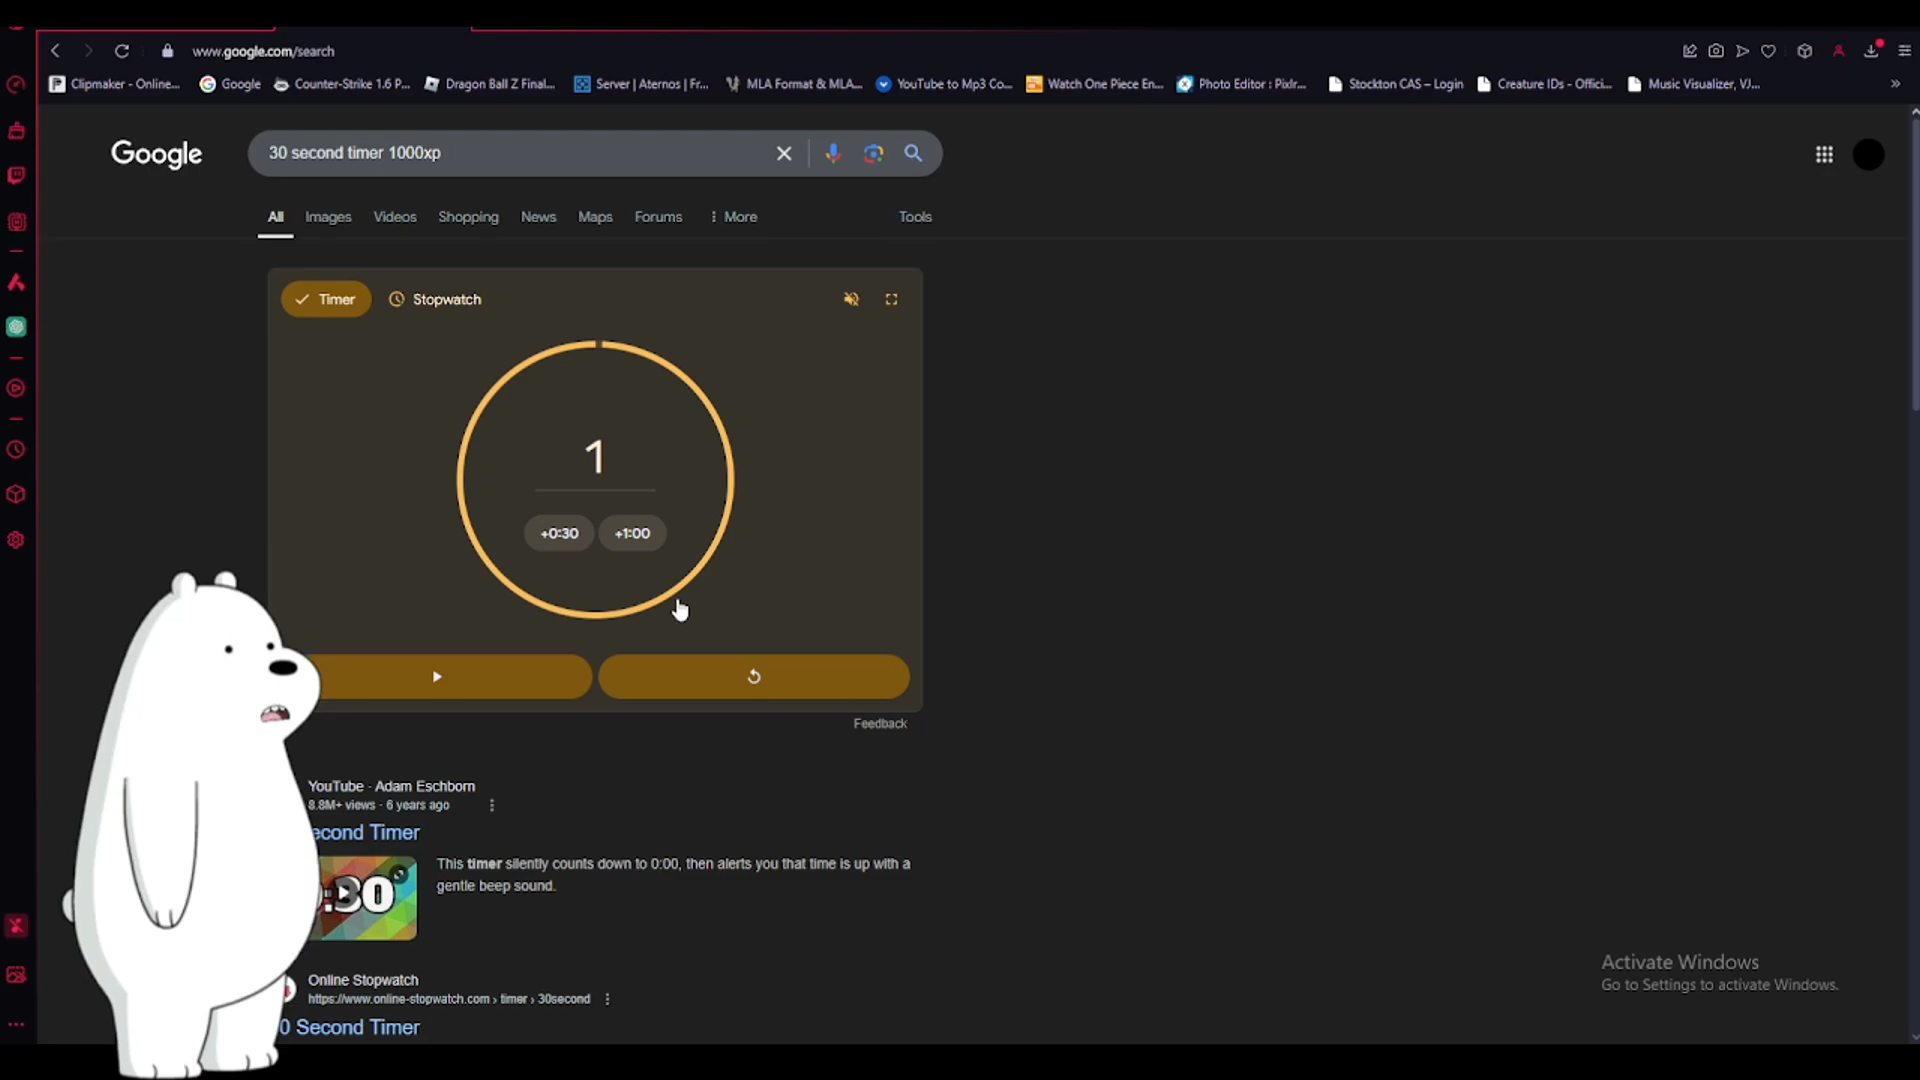 www.google.com/search
Clipmaker - Online... Google Counter-Strike 1.6 P... Dragon Ball Z Final... Server | Aternos | Fr... MLA Format & MLA... YouTube to Mp3 Co... Watch One Piece En... Photo Editor : Pixlr... Stockton CAS – Login Creature IDs - Offici... Music Visualizer, VJ...
Google 30 second timer 1000xp
All Images Videos Shopping News Maps Forums More Tools
Timer Stopwatch
1
+0:30 +1:00
Feedback
YouTube · Adam Eschborn
8.8M+ views · 6 years ago
econd Timer
:30
This timer silently counts down to 0:00, then alerts you that time is up with a
gentle beep sound.
Online Stopwatch
https://www.online-stopwatch.com › timer › 30second
0 Second Timer
Activate Windows
Go to Settings to activate Windows.